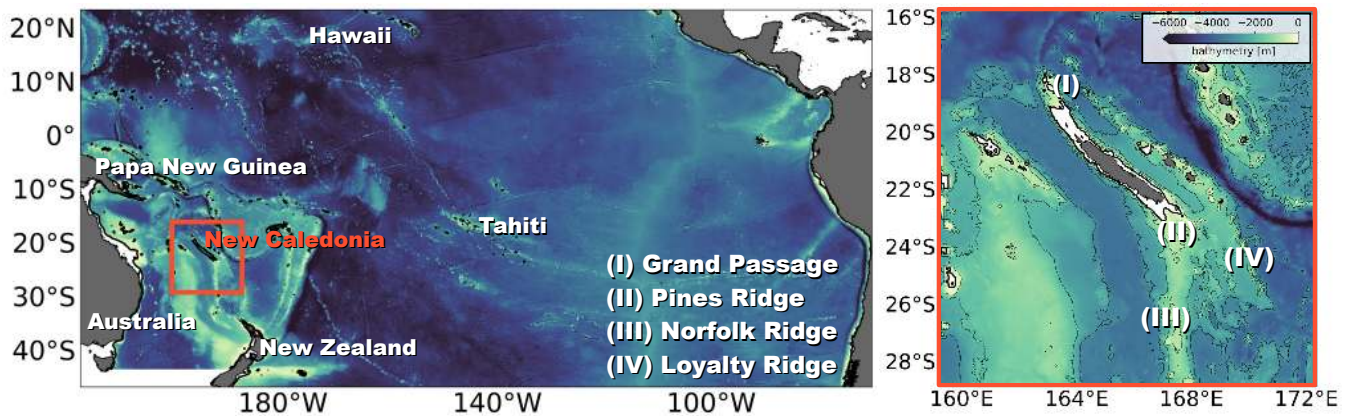 20°N
10°N
0°
10°S
20°S
30°S
40°S
180°W
140°W
100°W
Hawaii
Papa New Guinea
New Caledonia
Tahiti
Australia
New Zealand
(I) Grand Passage
(II) Pines Ridge
(III) Norfolk Ridge
(IV) Loyalty Ridge
16°S
18°S
20°S
22°S
24°S
26°S
28°S
160°E
164°E
168°E
172°E
−6000 −4000 −2000 0
bathymetry [m]
(I)
(II)
(IV)
(III)